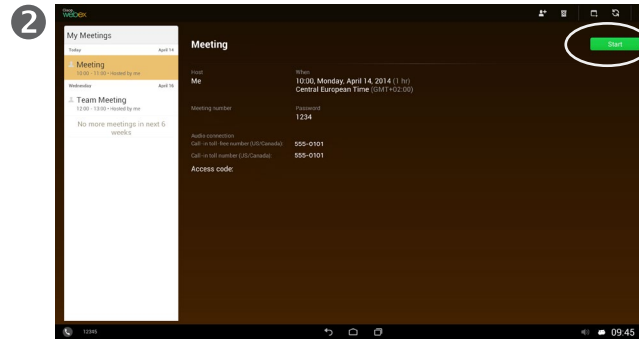 2
Cisco
webex
My Meetings
Today April 14
Meeting
10:00 - 11:00 • Hosted by me
Wednesday April 16
Team Meeting
12:00 - 13:00 • Hosted by me
No more meetings in next 6
weeks
Meeting
Start
Host
Me
When
10:00, Monday, April 14, 2014 (1 hr)
Central European Time (GMT+02:00)
Meeting number
Password
1234
Audio connection
Call-in toll-free number (US/Canada): 555-0101
Call-in toll number (US/Canada): 555-0101
Access code:
12345
09:45